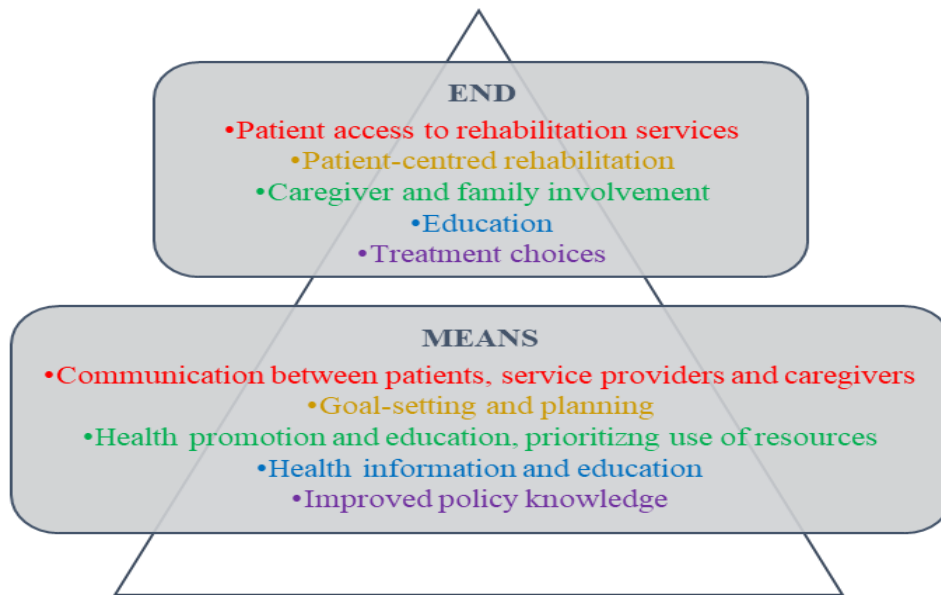 END
•Patient access to rehabilitation services
•Patient-centred rehabilitation
•Caregiver and family involvement
•Education
•Treatment choices
MEANS
•Communication between patients, service providers and caregivers
•Goal-setting and planning
•Health promotion and education, prioritizng use of resources
•Health information and education
•Improved policy knowledge